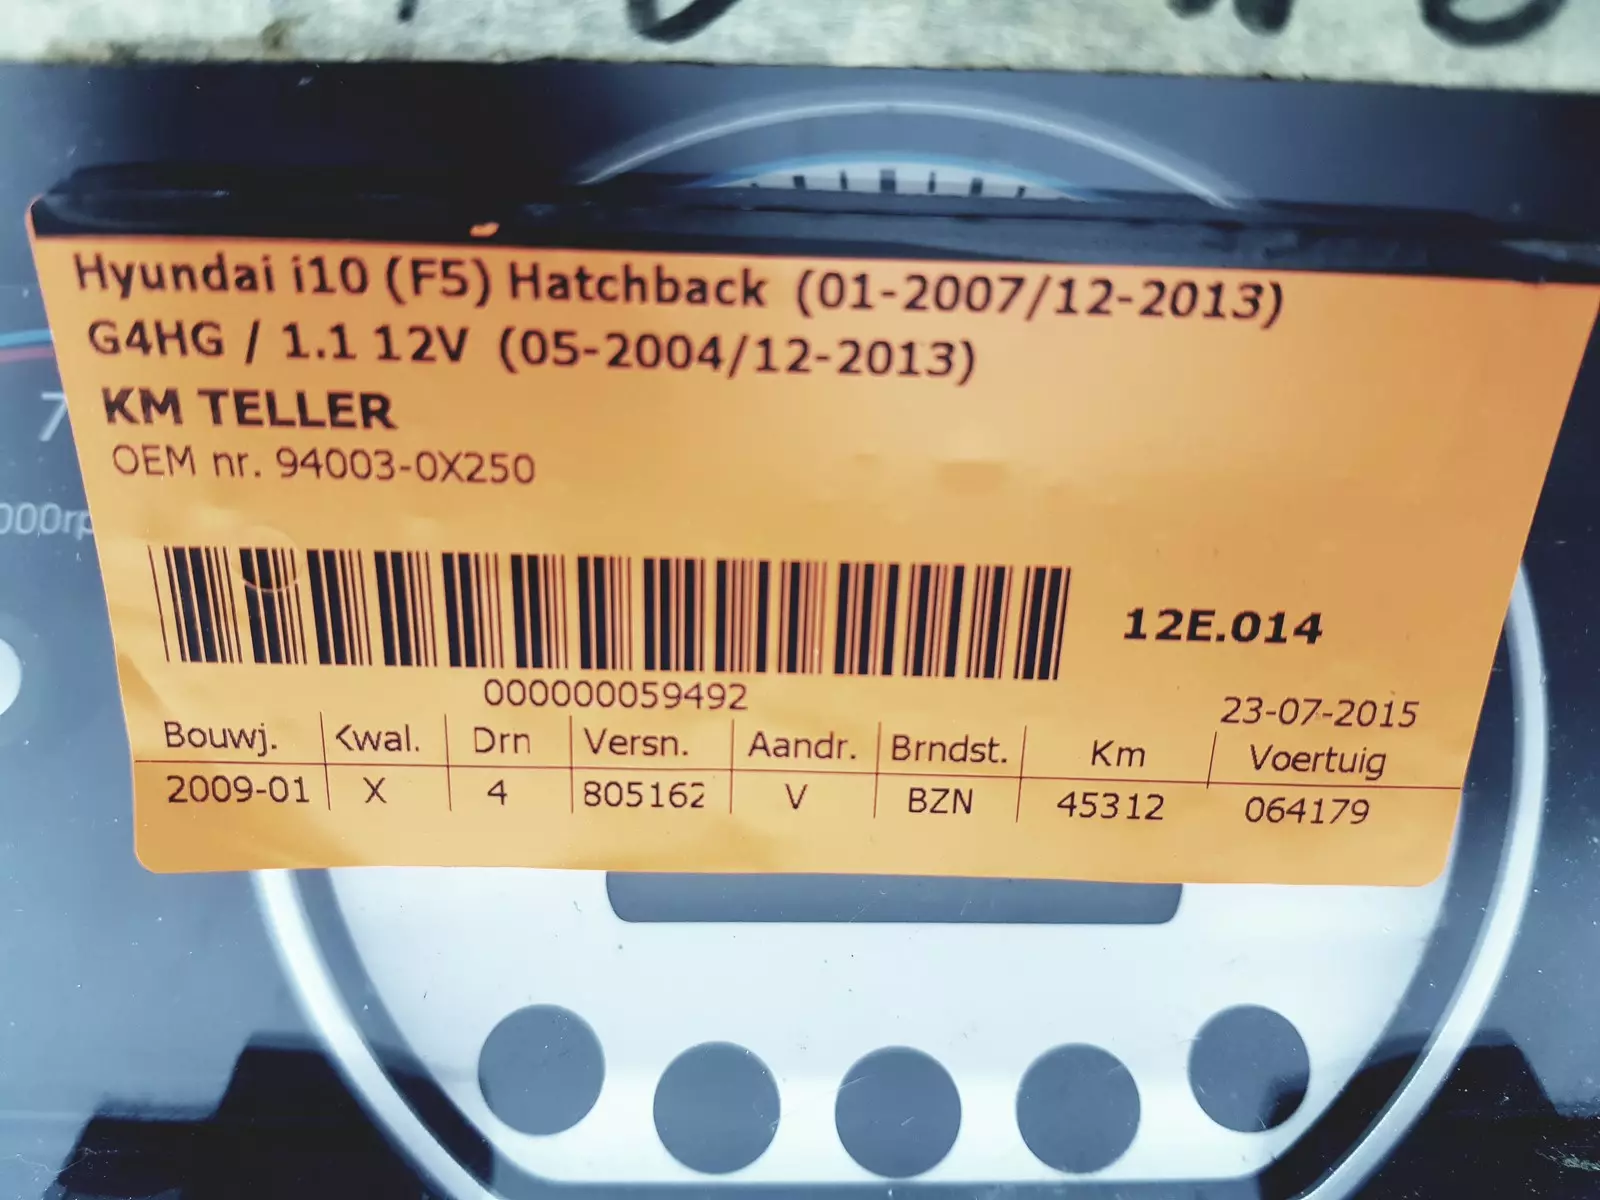 Hyundai i10 (F5) Hatchback (01-2007/12-2013)
G4HG / 1.1 12V (05-2004/12-2013)
KM TELLER
OEM nr. 94003-0X250
12E.014
000000059492
23-07-2015
Bouwj. Kwal. Drn Versn. Aandr. Brndst. Km Voertuig
2009-01 X 4 805162 V BZN 45312 064179
7